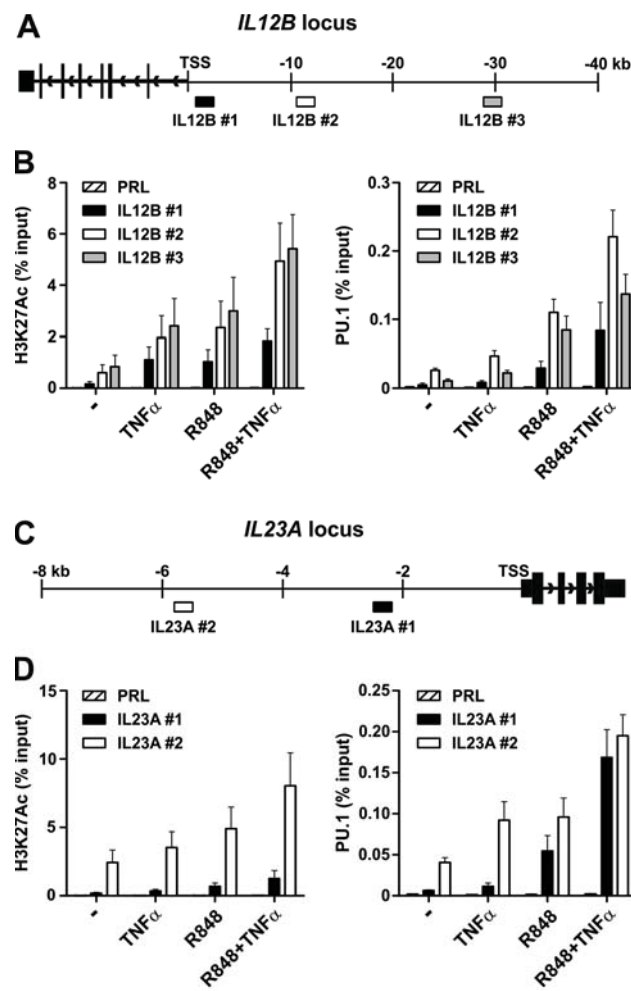 A
IL12B locus
TSS -10 -20 -30 -40 kb
IL12B #1 IL12B #2 IL12B #3
B
H3K27Ac (% input)
8
6
4
2
0
PRL
IL12B #1
IL12B #2
IL12B #3
- TNFα R848 R848+TNFα
PU.1 (% input)
0.3
0.2
0.1
0
PRL
IL12B #1
IL12B #2
IL12B #3
- TNFα R848 R848+TNFα
C
IL23A locus
-8 kb -6 -4 -2 TSS
IL23A #2 IL23A #1
D
H3K27Ac (% input)
15
10
5
0
PRL
IL23A #1
IL23A #2
- TNFα R848 R848+TNFα
PU.1 (% input)
0.25
0.20
0.15
0.10
0.05
0
PRL
IL23A #1
IL23A #2
- TNFα R848 R848+TNFα